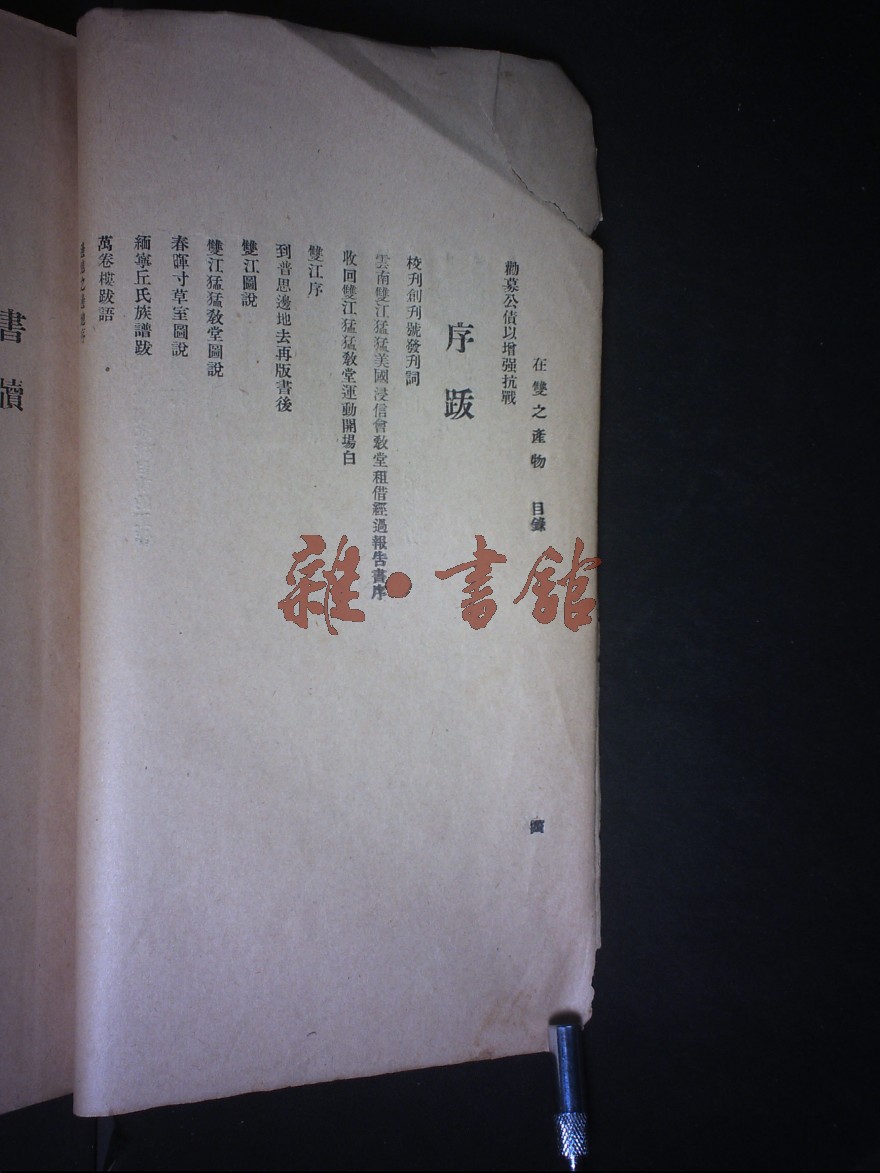 在雙之產物 目錄
勸募公債以增强抗戰
序跋
梭刋創刋號發刋詞
雲南雙江猛猛美國浸信會教堂租借經過報告書序
收回雙江猛猛教堂運動開場白
雙江序
到普思邊地去再版書後
雙江圖說
雙江猛猛教堂圖說
春暉寸草室圖說
緬寧丘氏族譜跋
萬卷樓跋語
書牘
雜·書館